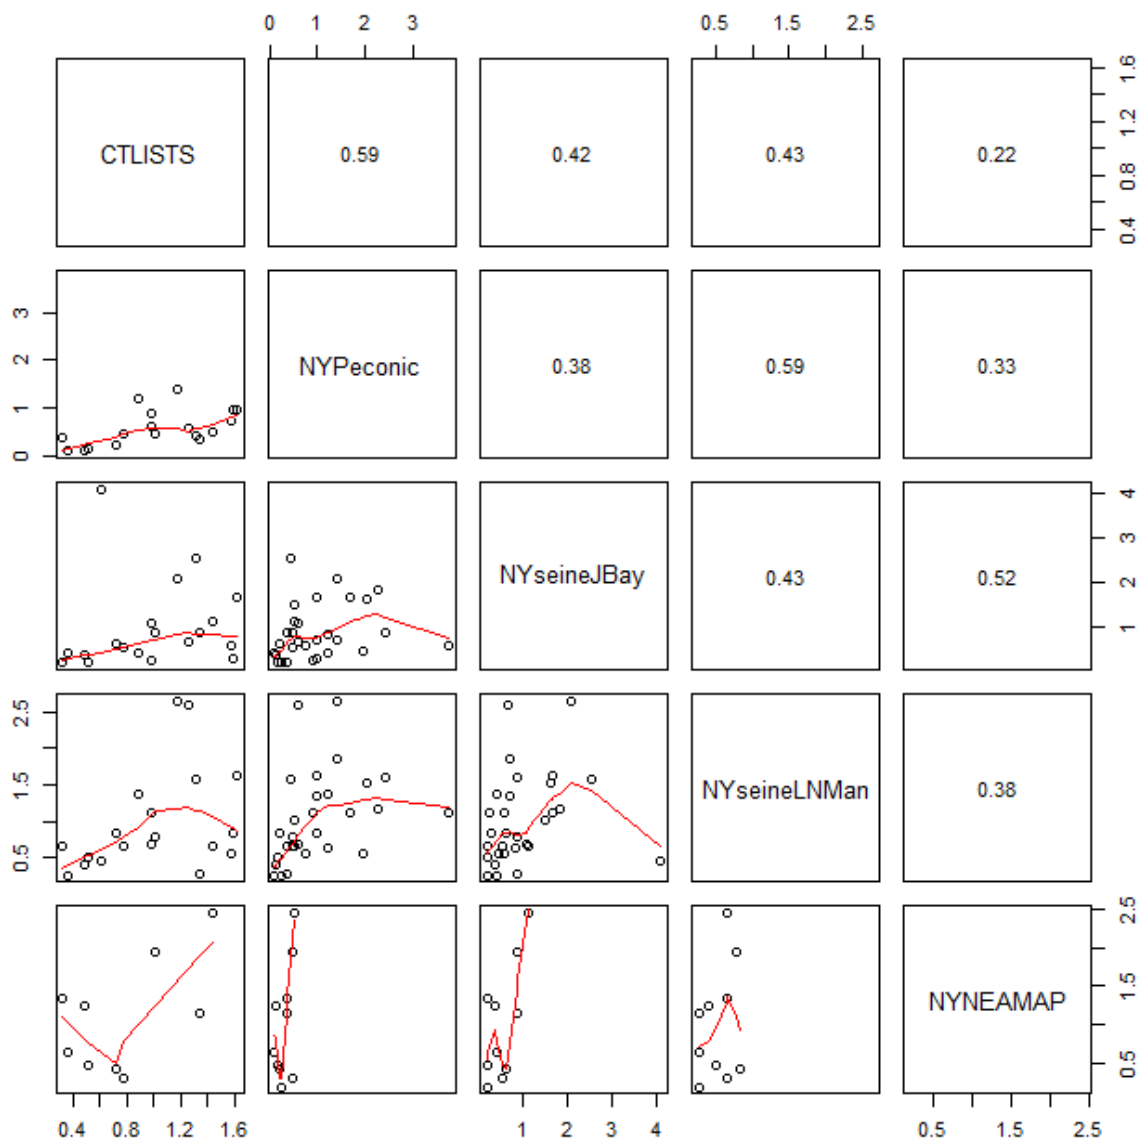 0 1 2 3 0.5 1.5 2.5
CTLISTS 0.59 0.42 0.43 0.22 0.4 0.8 1.2 1.6
0 1 2 3 NYPeconic 0.38 0.59 0.33
NYseineJBay 0.43 0.52 1 2 3 4
0.5 1.5 2.5 NYseineLNMan 0.38
NYNEAMAP 0.5 1.5 2.5
0.4 0.8 1.2 1.6 1 2 3 4 0.5 1.5 2.5